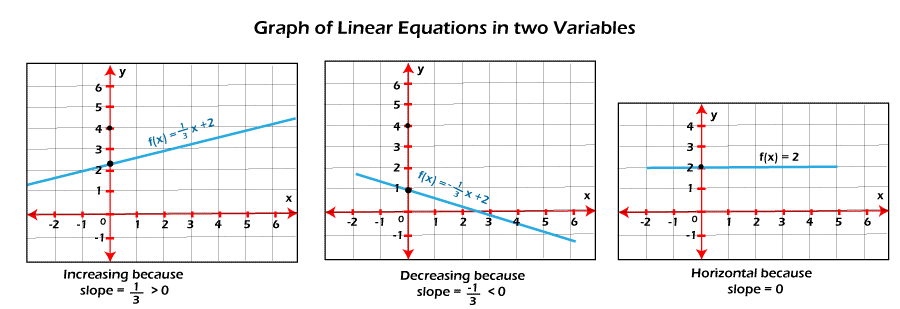 Graph of Linear Equations in two Variables
y
6
5
4
3
2
1
-2 -1 0 1 2 3 4 5 6
-1
x
f(x) = 1/3 x +2
Increasing because
slope = 1/3 > 0
y
6
5
4
3
2
1
-2 -1 0 1 2 3 4 5 6
-1
x
f(x) = - 1/3 x +2
Decreasing because
slope = -1/3 < 0
y
4
3
2
1
-2 -1 0 1 2 3 4 5 6
-1
x
f(x) = 2
Horizontal because
slope = 0